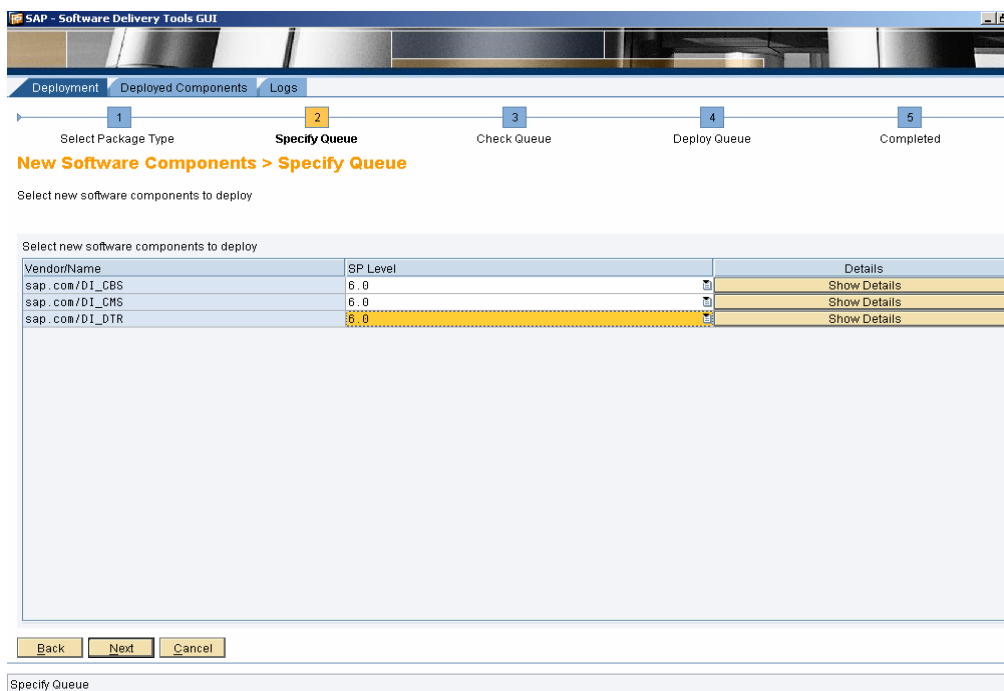 SAP - Software Delivery Tools GUI
Deployment Deployed Components Logs
1 2 3 4 5
Select Package Type Specify Queue Check Queue Deploy Queue Completed
New Software Components > Specify Queue
Select new software components to deploy
Select new software components to deploy
Vendor/Name SP Level Details
sap.com/DI_CBS 6.0 Show Details
sap.com/DI_CMS 6.0 Show Details
sap.com/DI_DTR 6.0 Show Details
Back Next Cancel
Specify Queue